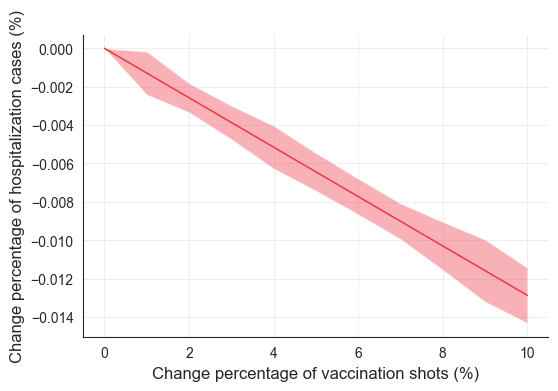 Change percentage of hospitalization cases (%)
0.000
−0.002
−0.004
−0.006
−0.008
−0.010
−0.012
−0.014
0 2 4 6 8 10
Change percentage of vaccination shots (%)